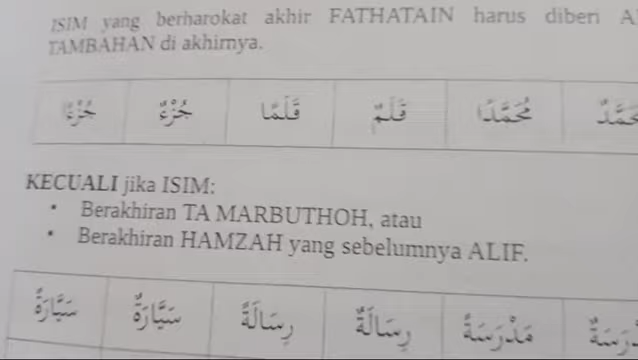 ISIM yang berharokat akhir FATHATAIN harus diberi
TAMBAHAN di akhirnya.
مُحَمَّدًا قَلَمٌ قَلَمًا جُزْءٌ جُزْءًا
KECUALI jika ISIM:
• Berakhiran TA MARBUTHOH, atau
• Berakhiran HAMZAH yang sebelumnya ALIF.
مَدْرَسَةً رِسَالَةٌ رِسَالَةً سَيَّارَةٌ سَيَّارَةً